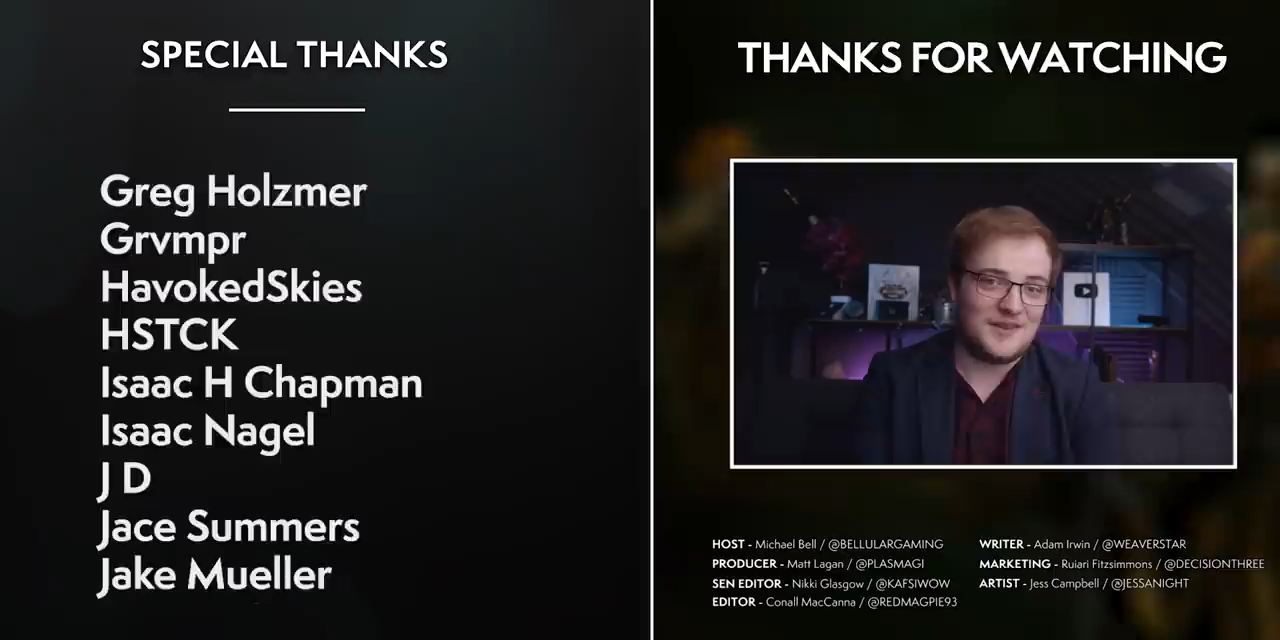 SPECIAL THANKS
Greg Holzmer
Grvmpr
HavokedSkies
HSTCK
Isaac H Chapman
Isaac Nagel
J D
Jace Summers
Jake Mueller
THANKS FOR WATCHING
HOST - Michael Bell / @BELLULARGAMING
PRODUCER - Matt Lagan / @PLASMAGI
SEN EDITOR - Nikki Glasgow / @KAFSIWOW
EDITOR - Conall MacCanna / @REDMAGPIE93
WRITER - Adam Irwin / @WEAVERSTAR
MARKETING - Ruiari Fitzsimmons / @DECISIONTHREE
ARTIST - Jess Campbell / @JESSANIGHT